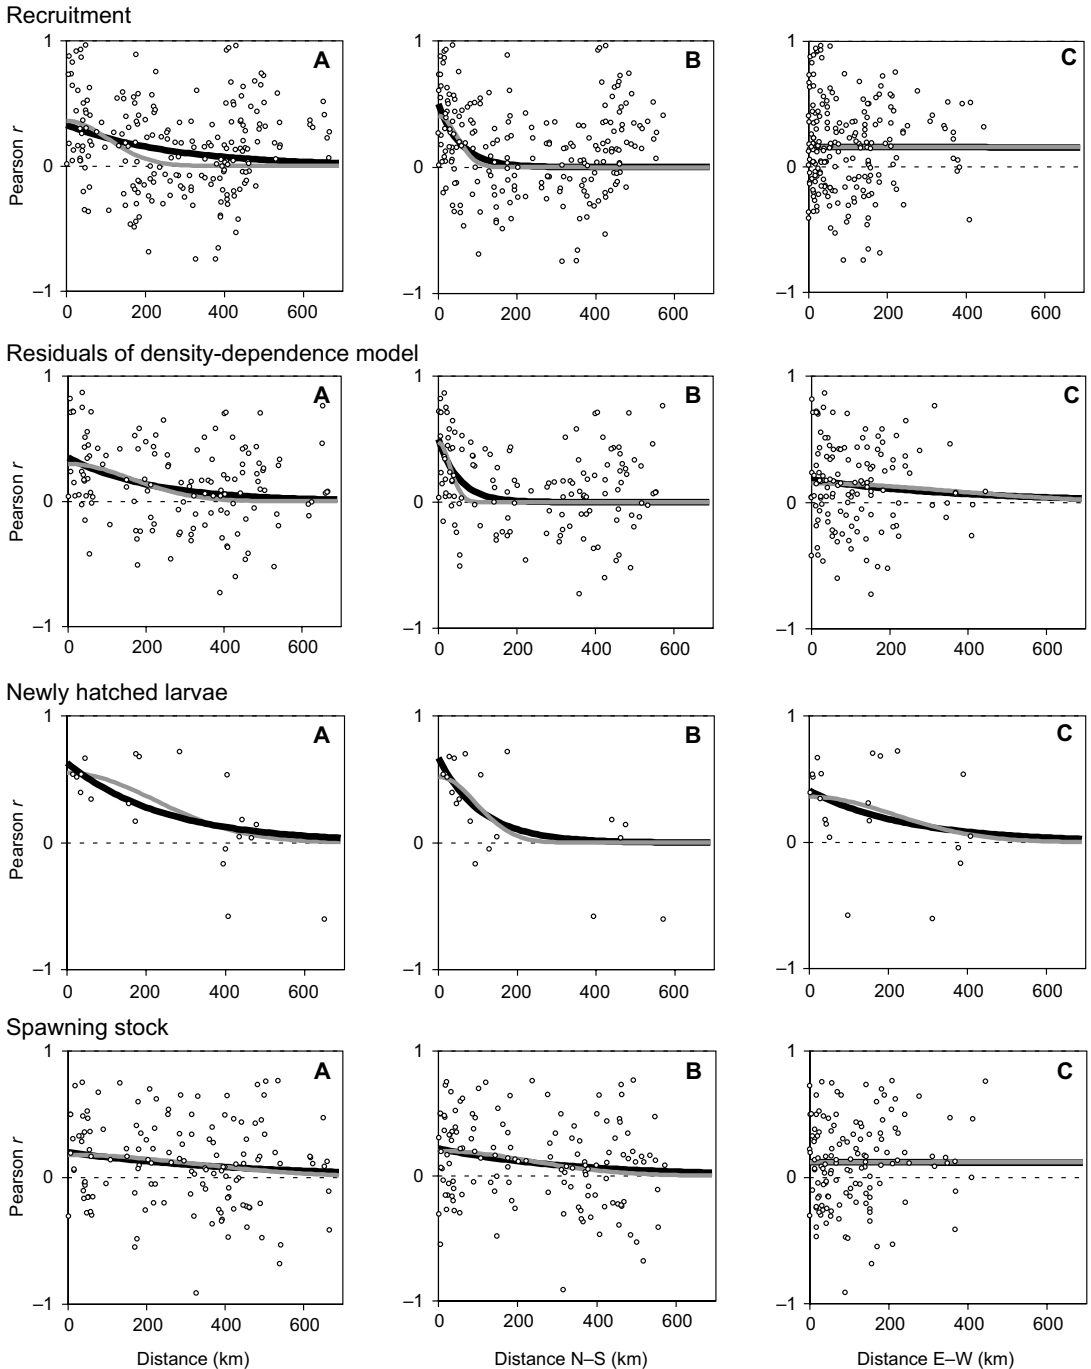 Recruitment
1
0
–1
Pearson r
A
0 200 400 600
1
0
–1
B
0 200 400 600
1
0
–1
C
0 200 400 600
Residuals of density-dependence model
1
0
–1
A
0 200 400 600
1
0
–1
B
0 200 400 600
1
0
–1
C
0 200 400 600
Newly hatched larvae
1
0
–1
Pearson r
A
0 200 400 600
1
0
–1
B
0 200 400 600
1
0
–1
C
0 200 400 600
Spawning stock
1
0
–1
Pearson r
A
0 200 400 600
Distance (km)
1
0
–1
B
0 200 400 600
Distance N–S (km)
1
0
–1
C
0 200 400 600
Distance E–W (km)